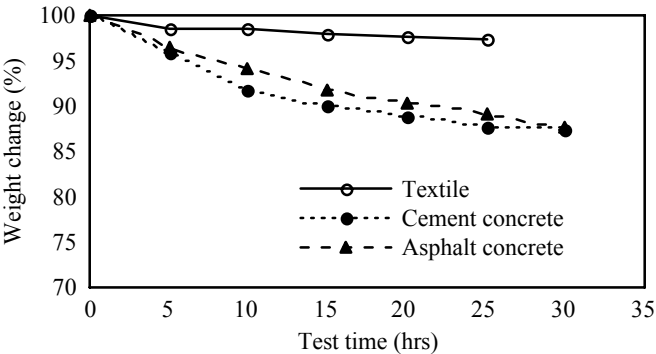 100
95
90
85
80
75
70
Weight change (%)
Textile
Cement concrete
Asphalt concrete
0 5 10 15 20 25 30 35
Test time (hrs)